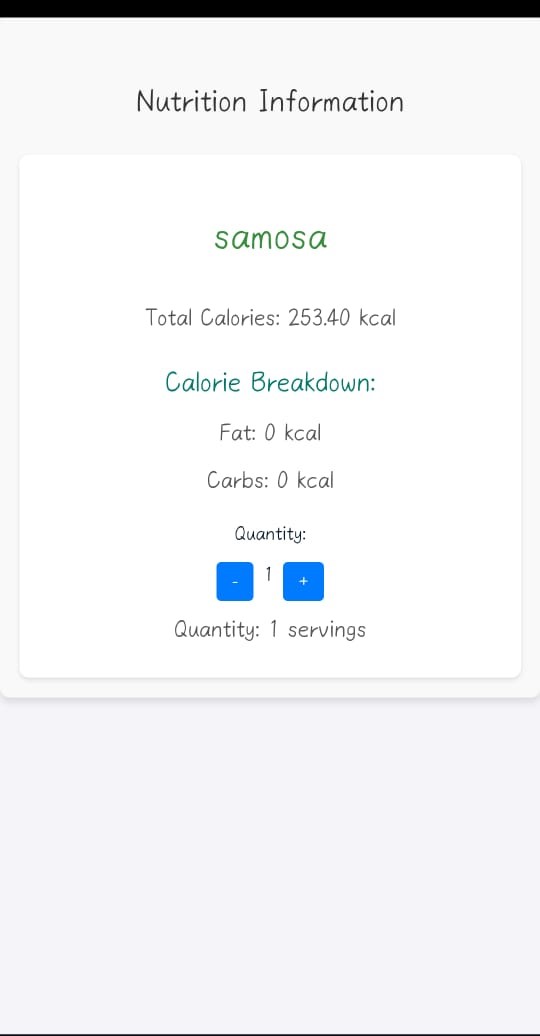 Nutrition Information
samosa
Total Calories: 253.40 kcal
Calorie Breakdown:
Fat: 0 kcal
Carbs: 0 kcal
Quantity:
- 1 +
Quantity: 1 servings